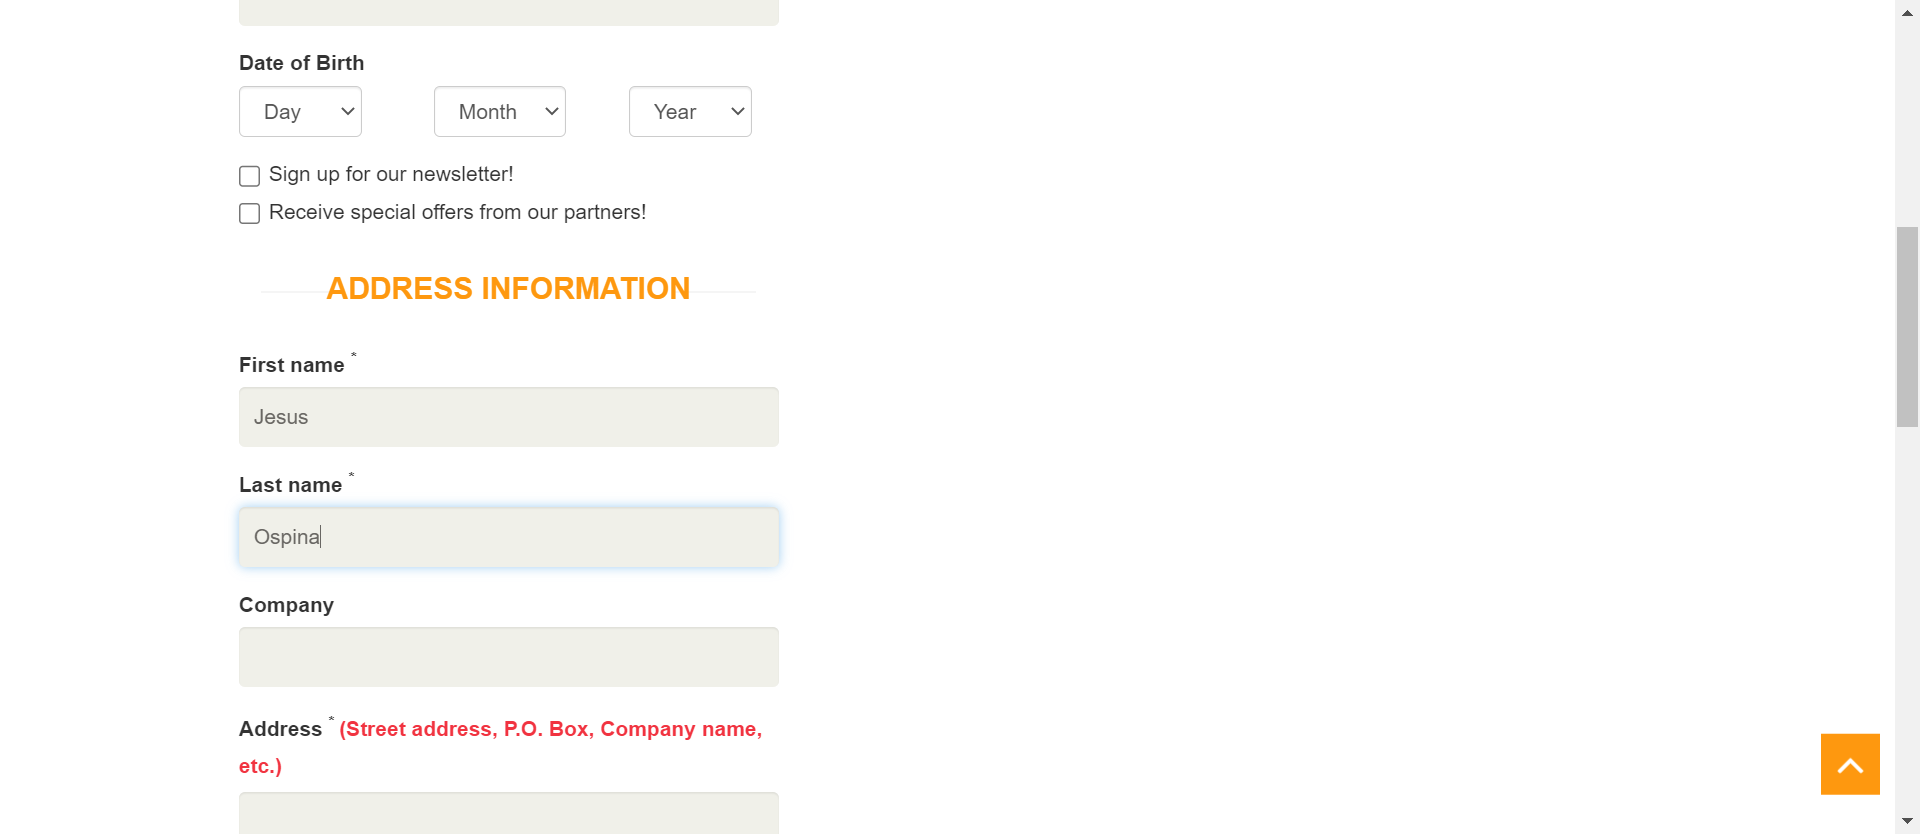 Date of Birth
Day Month Year
Sign up for our newsletter!
Receive special offers from our partners!
ADDRESS INFORMATION
First name *
Jesus
Last name *
Ospina
Company
Address * (Street address, P.O. Box, Company name,
etc.)